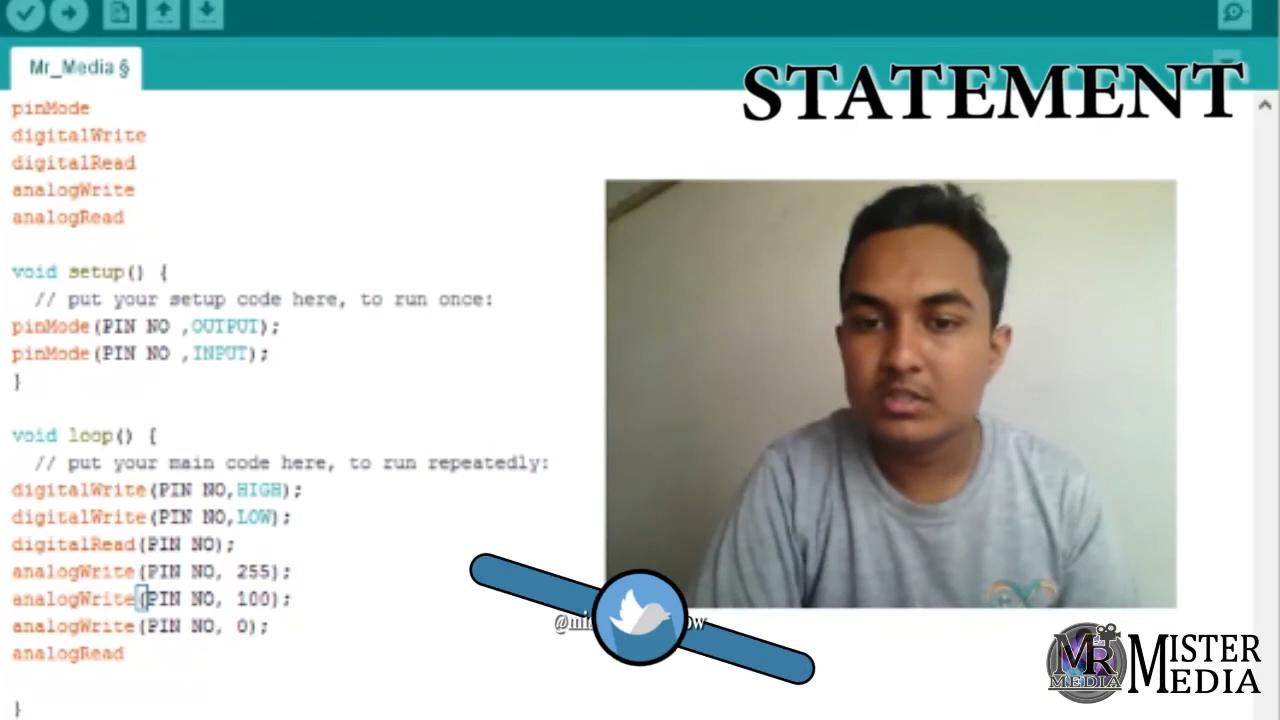 Mr_Media §
STATEMENT
pinMode
digitalWrite
digitalRead
analogWrite
analogRead
void setup() {
// put your setup code here, to run once:
pinMode(PIN NO ,OUTPUT);
pinMode(PIN NO ,INPUT);
}
void loop() {
// put your main code here, to run repeatedly:
digitalWrite(PIN NO,HIGH);
digitalWrite(PIN NO,LOW);
digitalRead(PIN NO);
analogWrite(PIN NO, 255);
analogWrite(PIN NO, 100);
analogWrite(PIN NO, 0);
analogRead
}
MR
MEDIA
MISTER
MEDIA